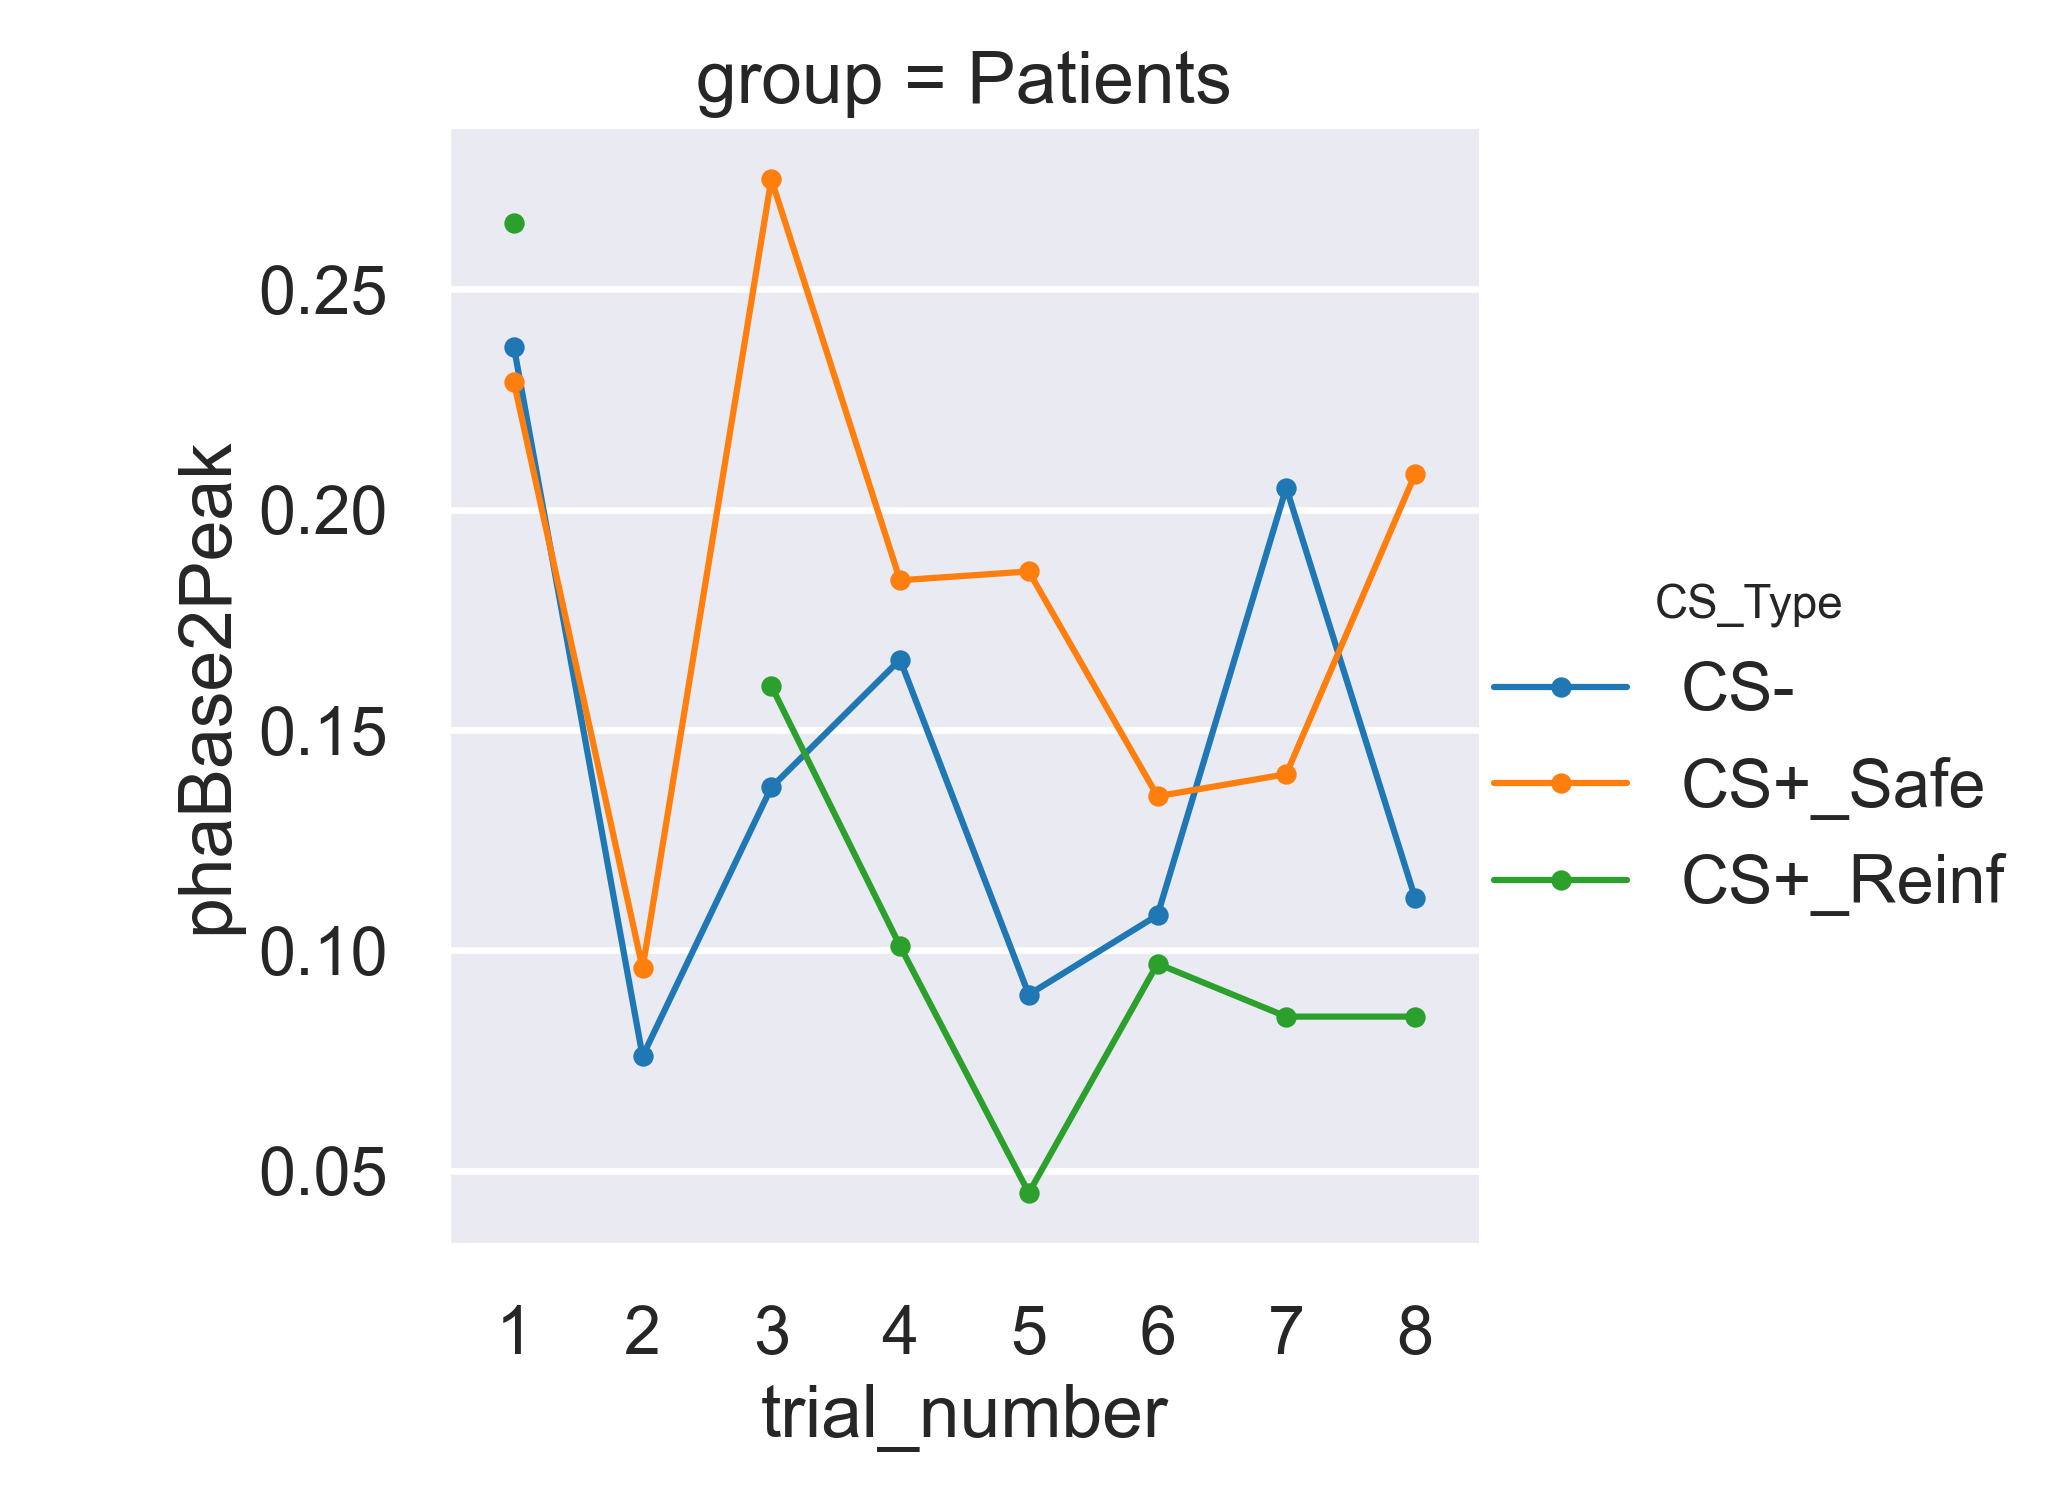 group = Patients
phaBase2Peak
0.25
0.20
0.15
0.10
0.05
1 2 3 4 5 6 7 8
trial_number
CS_Type
CS-
CS+_Safe
CS+_Reinf